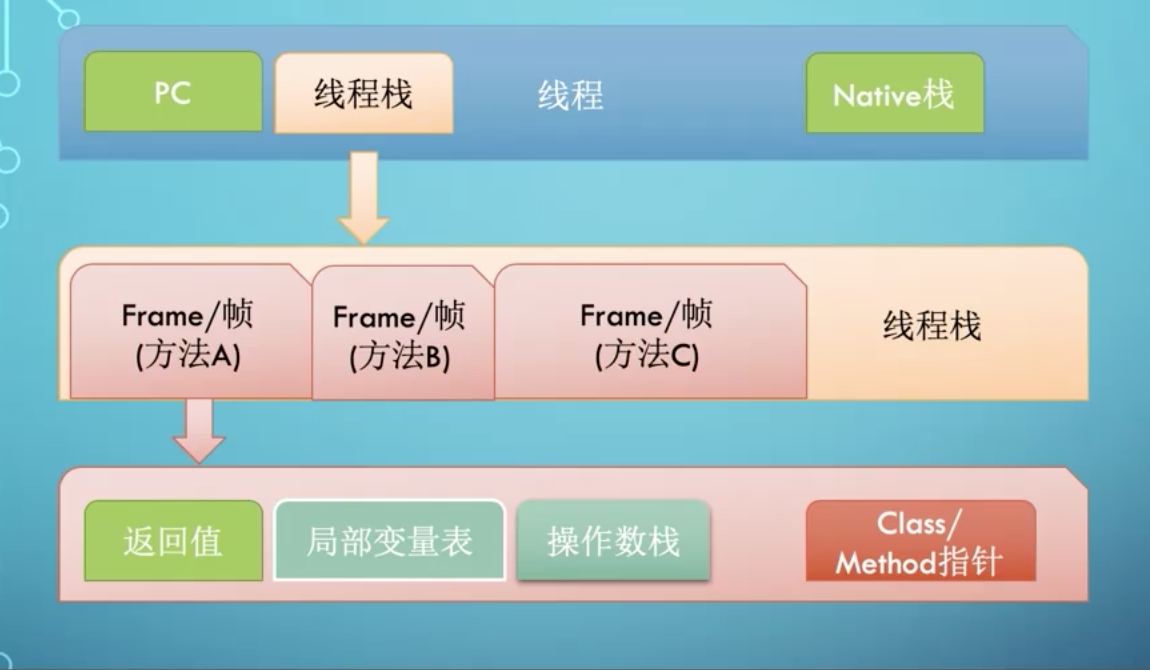 PC
线程栈
线程
Native栈
Frame/帧
(方法A)
Frame/帧
(方法B)
Frame/帧
(方法C)
线程栈
返回值
局部变量表
操作数栈
Class/
Method指针